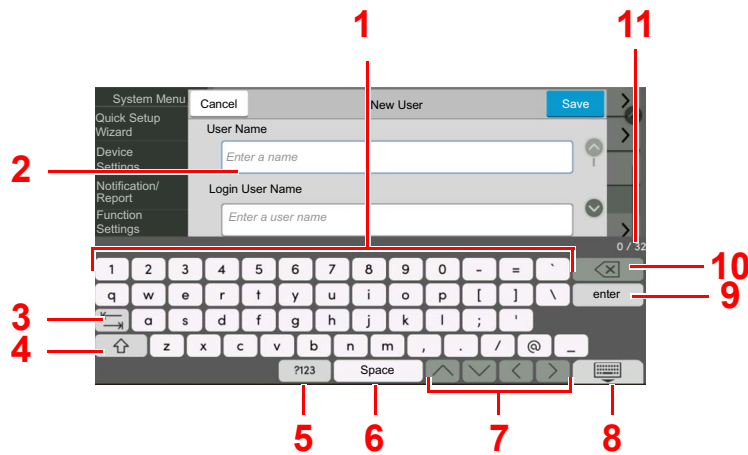 1
11
System Menu
Cancel
New User
Save
Quick Setup
Wizard
User Name
Device
Settings
2
Enter a name
Notification/
Report
Login User Name
Function
Settings
Enter a user name
0 / 32
1 2 3 4 5 6 7 8 9 0 - = `
10
q w e r t y u i o p [ ] \ enter
9
3
a s d f g h j k l ; '
4
z x c v b n m , . / @ _
?123 Space
5 6 7 8